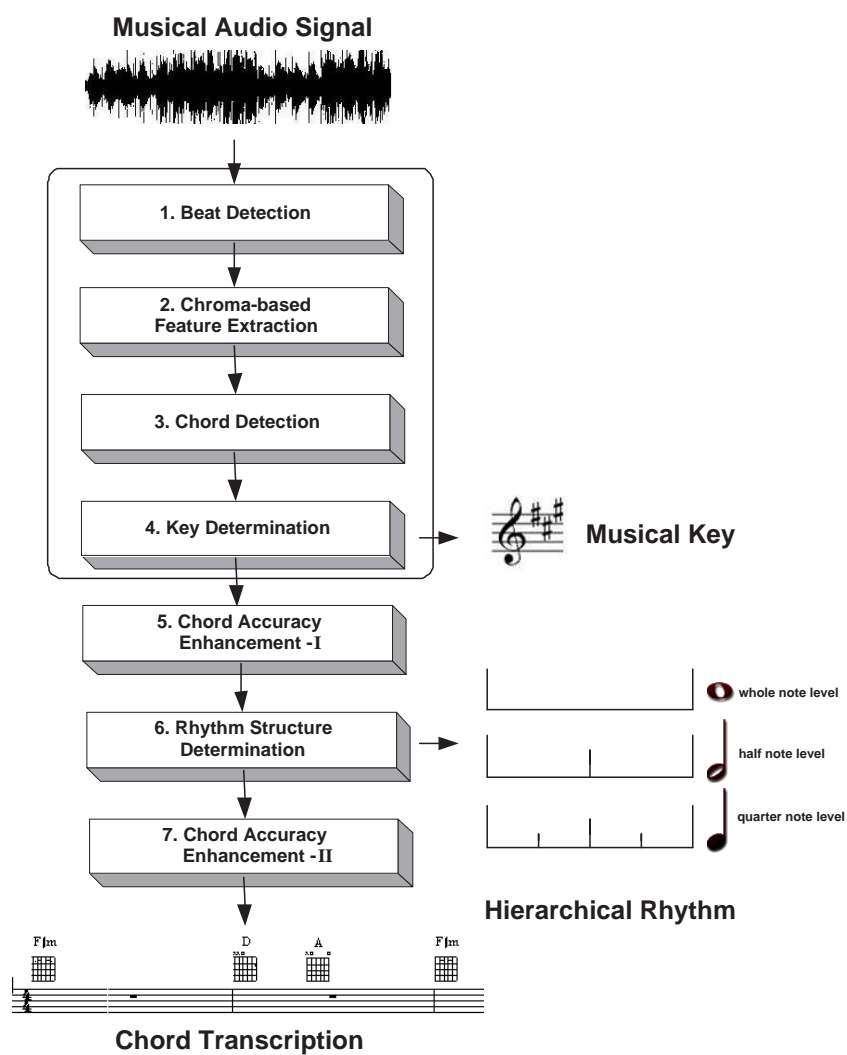 Musical Audio Signal
1. Beat Detection
2. Chroma-based
Feature Extraction
3. Chord Detection
4. Key Determination
Musical Key
5. Chord Accuracy
Enhancement -I
6. Rhythm Structure
Determination
whole note level
half note level
quarter note level
7. Chord Accuracy
Enhancement -II
Hierarchical Rhythm
F♯m D A F♯m
Chord Transcription